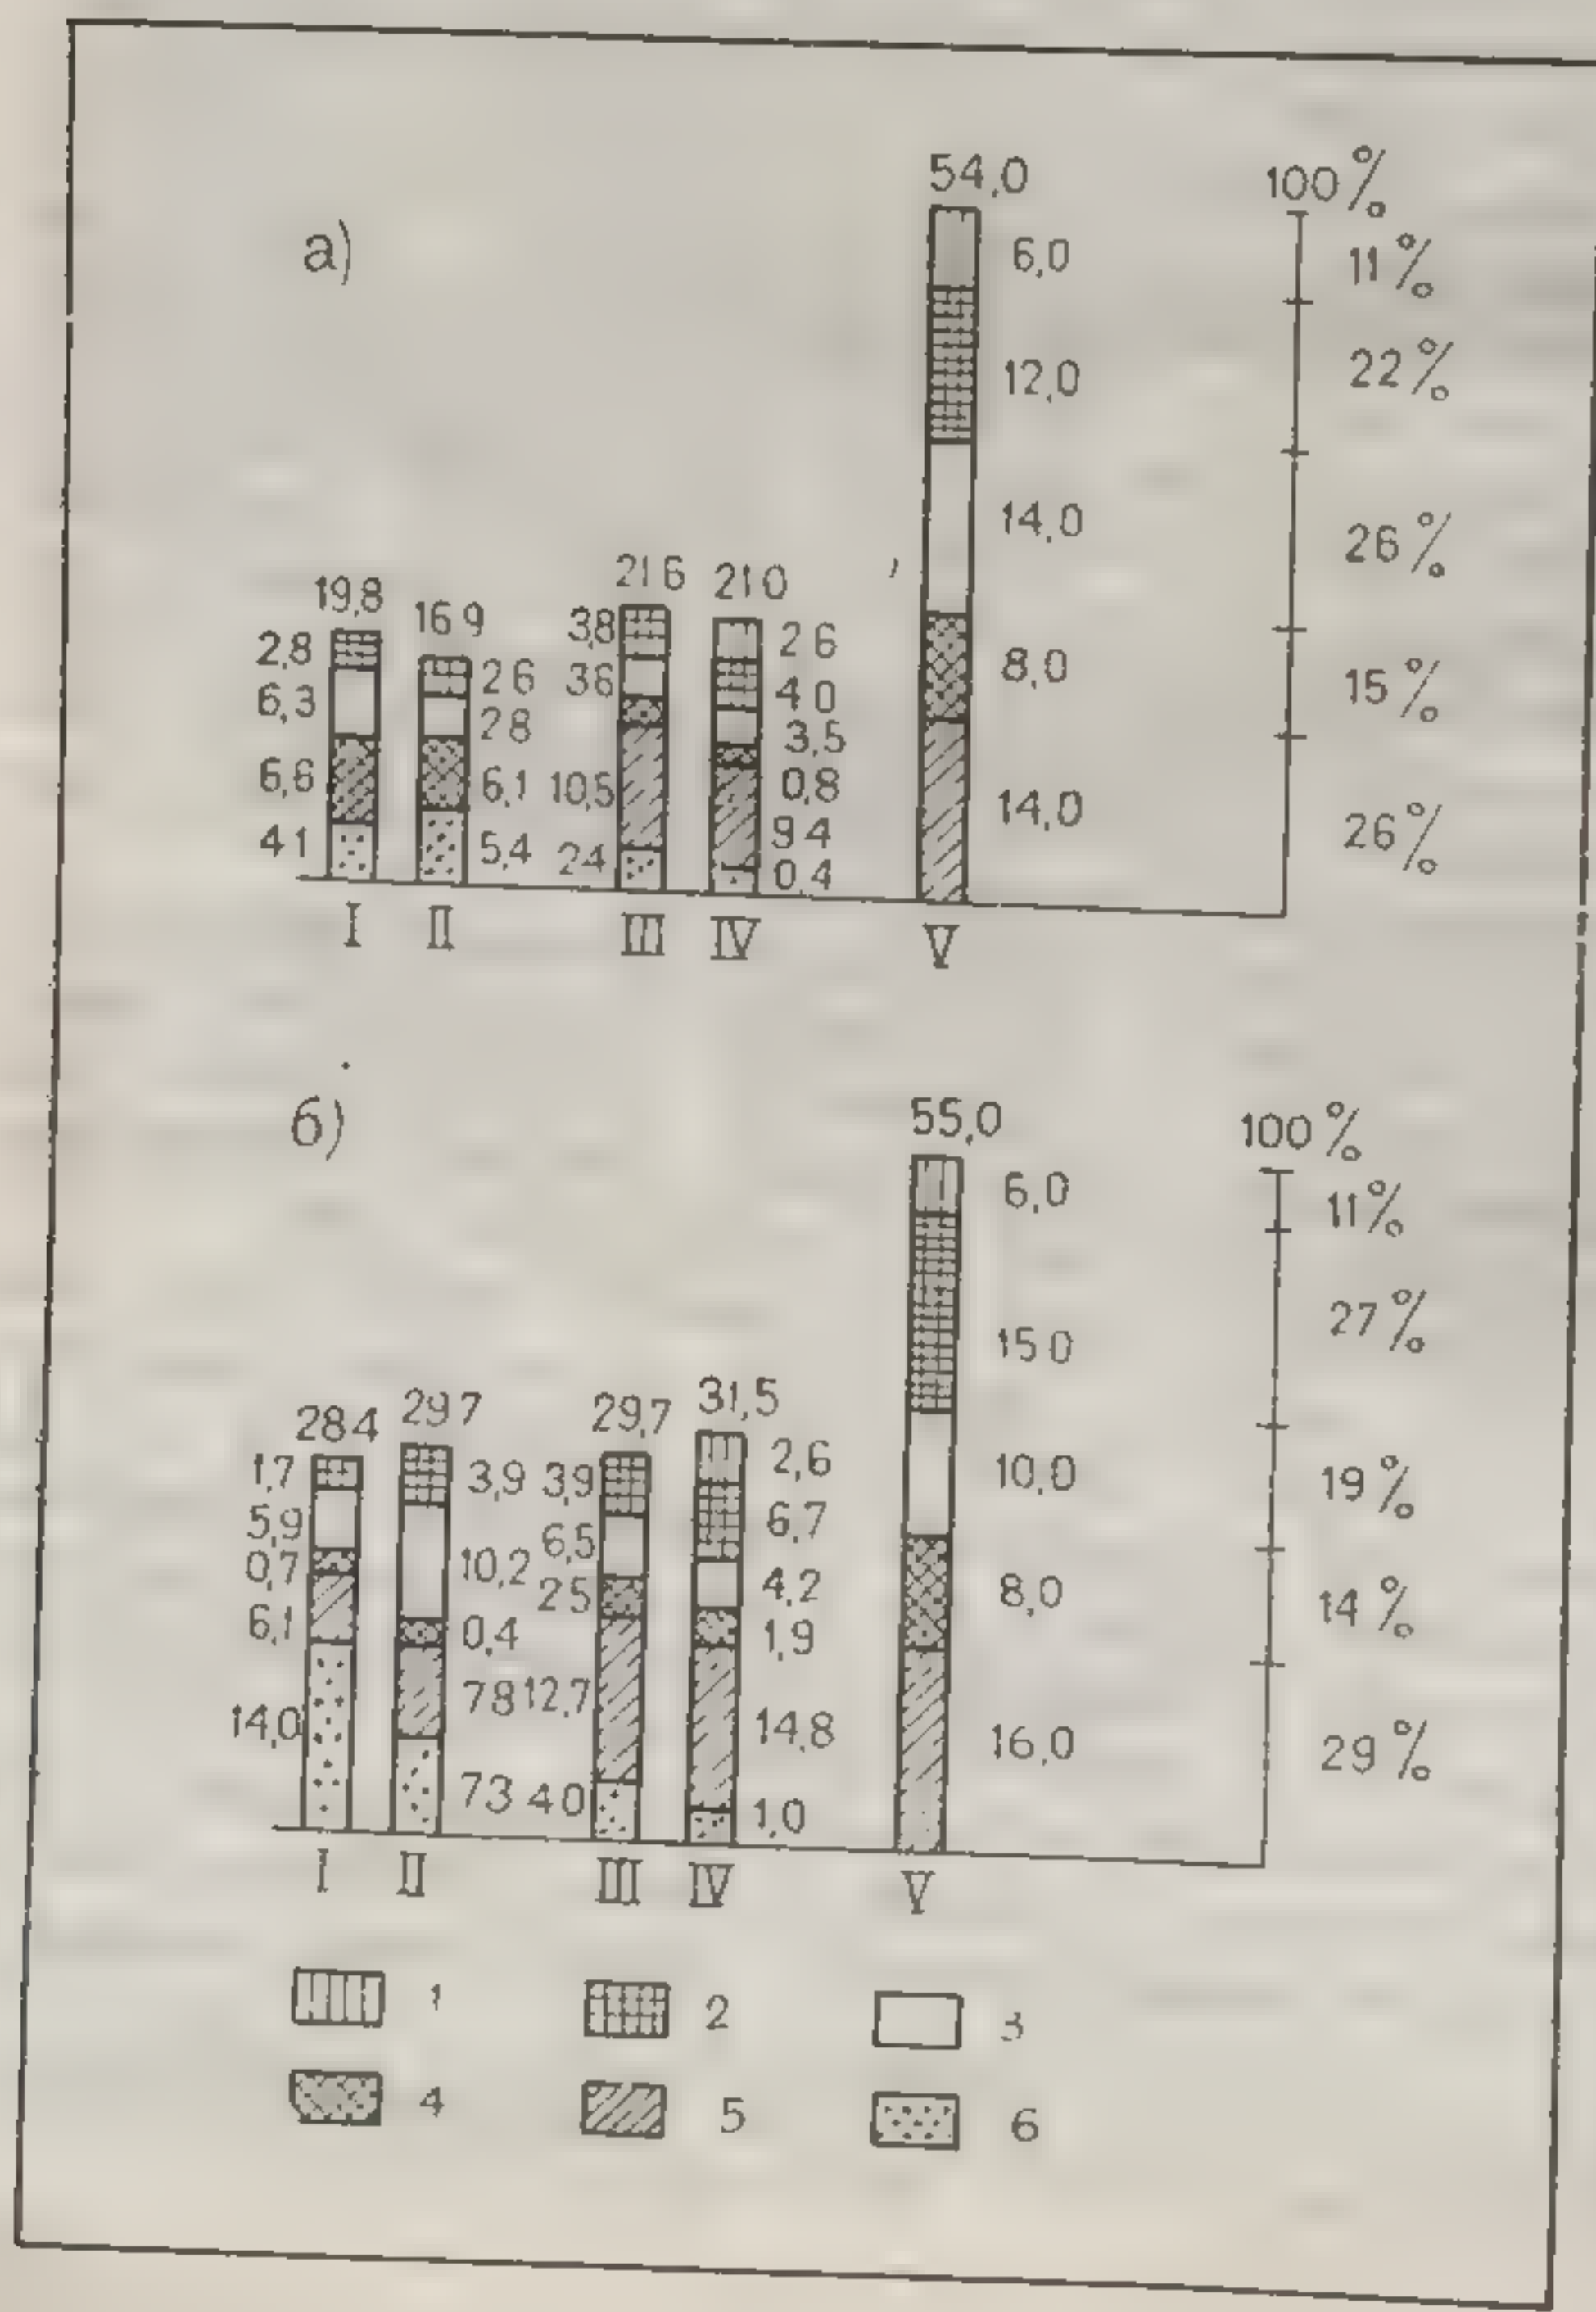 54,0 100%
а) 6,0 11%
12,0 22%
14,0 26%
19,8 16 9 21 6 21 0
2,8 2 6 3,8 2 6
6,3 2 8 3 6 4 0
3,5 8,0 15%
6,6 6,1 10,5 0,8
4 1 5,4 2 4 9 4 14,0 26%
0 4
I II III IV V
б) 55,0 100%
6,0 11%
15 0 27%
28 4 29 7 29,7 31,5
1,7 3,9 3,9 2,6 10,0 19%
5,9 10,2 6,5 6,7
0,7 0,4 2 5 4,2 8,0 14%
6,1 7 8 12,7 1,9
14,0 14,8 16,0 29%
7 3 4 0 1,0
I II III IV V
1 2 3
4 5 6